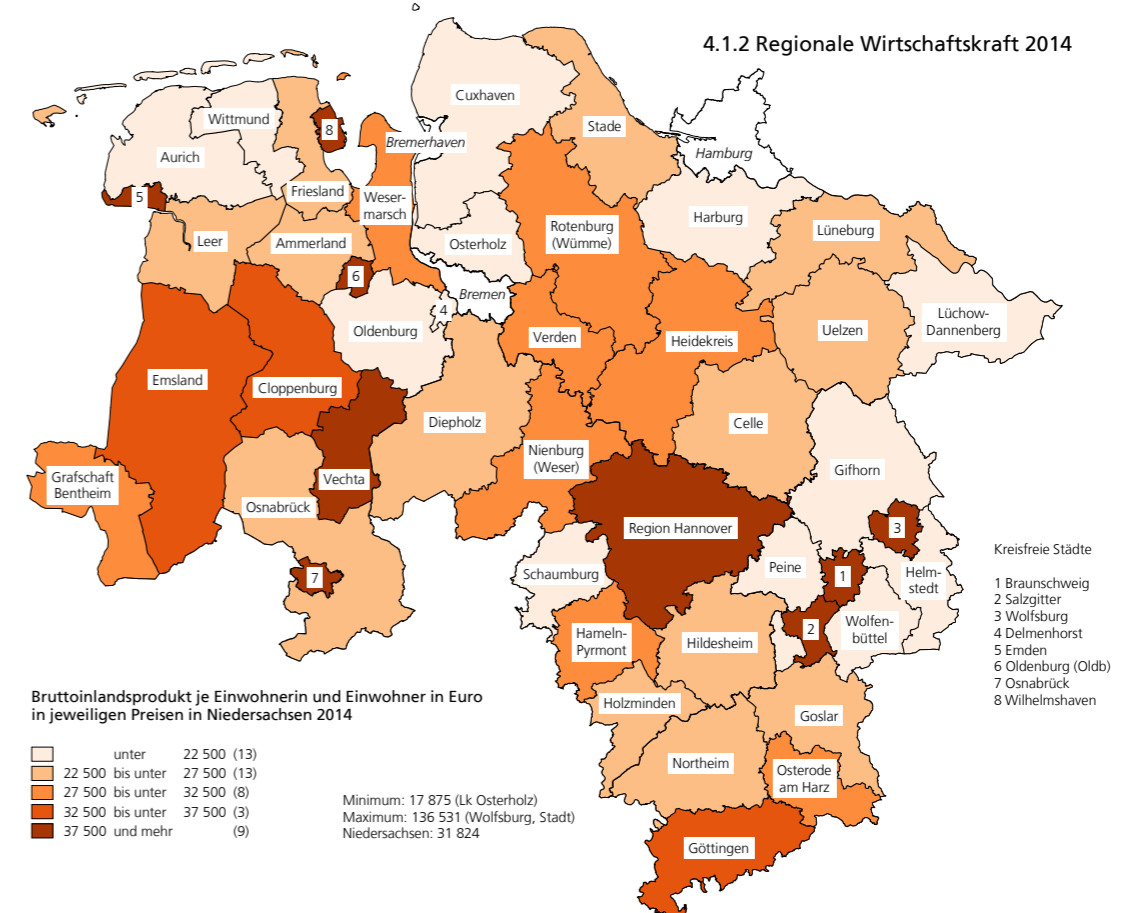 4.1.2 Regionale Wirtschaftskraft 2014
Cuxhaven
Wittmund
Stade
8
Bremerhaven
Aurich
Hamburg
5
Friesland
Weser-
marsch
Harburg
Rotenburg
(Wümme)
Lüneburg
Leer
Ammerland
Osterholz
6
Bremen
4
Oldenburg
Lüchow-
Dannenberg
Uelzen
Verden
Heidekreis
Emsland
Cloppenburg
Diepholz
Celle
Nienburg
(Weser)
Gifhorn
Grafschaft
Bentheim
Vechta
Osnabrück
Region Hannover
3
Schaumburg
Peine
1
Helm-
stedt
7
2
Wolfen-
büttel
Hameln-
Pyrmont
Hildesheim
Holzminden
Goslar
Northeim
Osterode
am Harz
Göttingen
Kreisfreie Städte
1 Braunschweig
2 Salzgitter
3 Wolfsburg
4 Delmenhorst
5 Emden
6 Oldenburg (Oldb)
7 Osnabrück
8 Wilhelmshaven
Bruttoinlandsprodukt je Einwohnerin und Einwohner in Euro
in jeweiligen Preisen in Niedersachsen 2014
unter 22 500 (13)
22 500 bis unter 27 500 (13)
27 500 bis unter 32 500 (8)
32 500 bis unter 37 500 (3)
37 500 und mehr (9)
Minimum: 17 875 (Lk Osterholz)
Maximum: 136 531 (Wolfsburg, Stadt)
Niedersachsen: 31 824